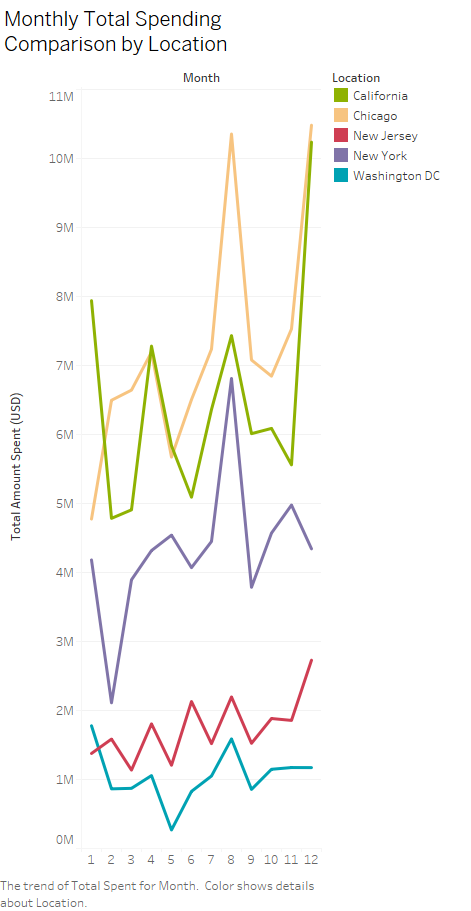 Monthly Total Spending
Comparison by Location
Month
Location
California
Chicago
New Jersey
New York
Washington DC
Total Amount Spent (USD)
11M
10M
9M
8M
7M
6M
5M
4M
3M
2M
1M
0M
1 2 3 4 5 6 7 8 9 10 11 12
The trend of Total Spent for Month. Color shows details
about Location.